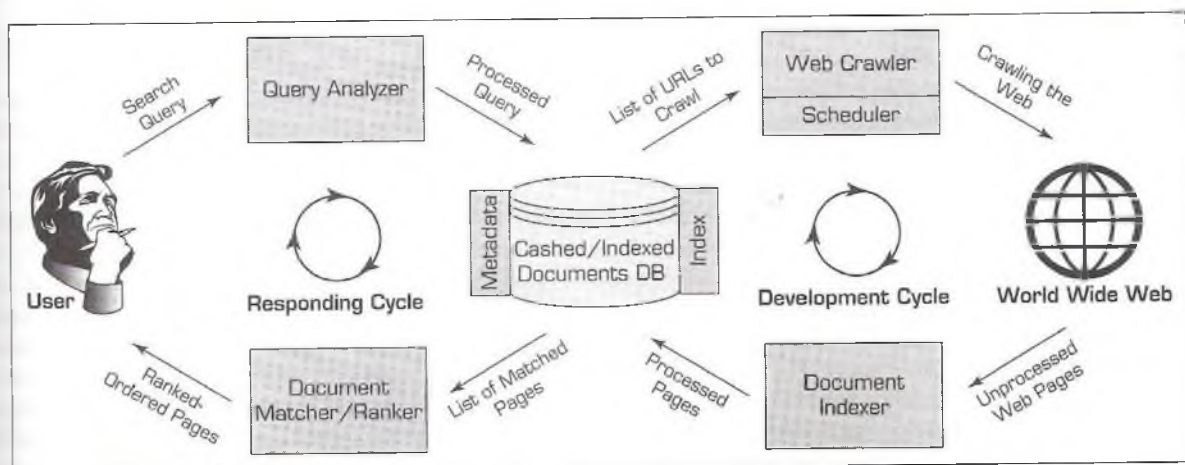 Search
Query
Query Analyzer
Processed
Query
List of URLs to
Crawl
Web Crawler
Scheduler
Crawling the
Web
User
Responding Cycle
Metadata
Cashed/Indexed
Documents DB
Index
Development Cycle
World Wide Web
Ranked-
Ordered Pages
Document
Matcher/Ranker
List of Matched
Pages
Processed
Pages
Document
Indexer
Unprocessed
Web Pages